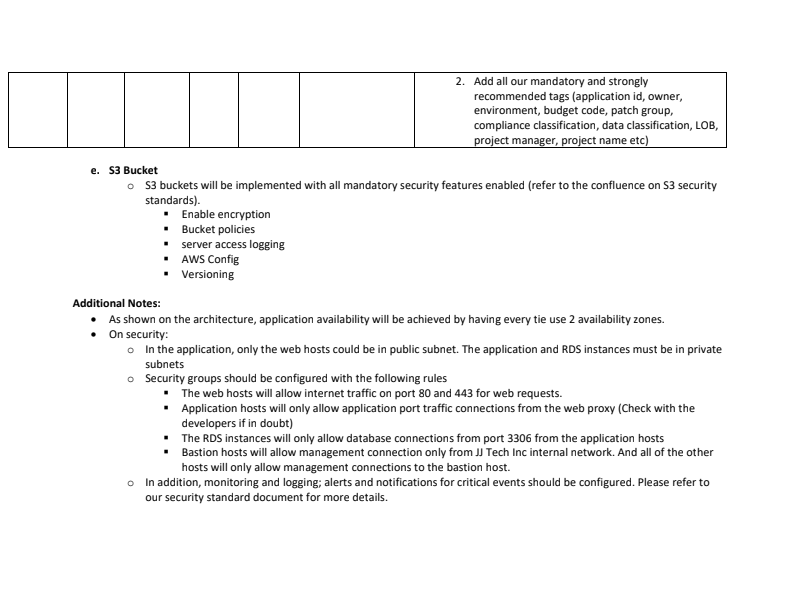 2. Add all our mandatory and strongly
recommended tags (application id, owner,
environment, budget code, patch group,
compliance classification, data classification, LOB,
project manager, project name etc)
e. S3 Bucket
o S3 buckets will be implemented with all mandatory security features enabled (refer to the confluence on S3 security
standards).
▪ Enable encryption
▪ Bucket policies
▪ server access logging
▪ AWS Config
▪ Versioning
Additional Notes:
• As shown on the architecture, application availability will be achieved by having every tie use 2 availability zones.
• On security:
o In the application, only the web hosts could be in public subnet. The application and RDS instances must be in private
subnets
o Security groups should be configured with the following rules
▪ The web hosts will allow internet traffic on port 80 and 443 for web requests.
▪ Application hosts will only allow application port traffic connections from the web proxy (Check with the
developers if in doubt)
▪ The RDS instances will only allow database connections from port 3306 from the application hosts
▪ Bastion hosts will allow management connection only from JJ Tech Inc internal network. And all of the other
hosts will only allow management connections to the bastion host.
o In addition, monitoring and logging; alerts and notifications for critical events should be configured. Please refer to
our security standard document for more details.